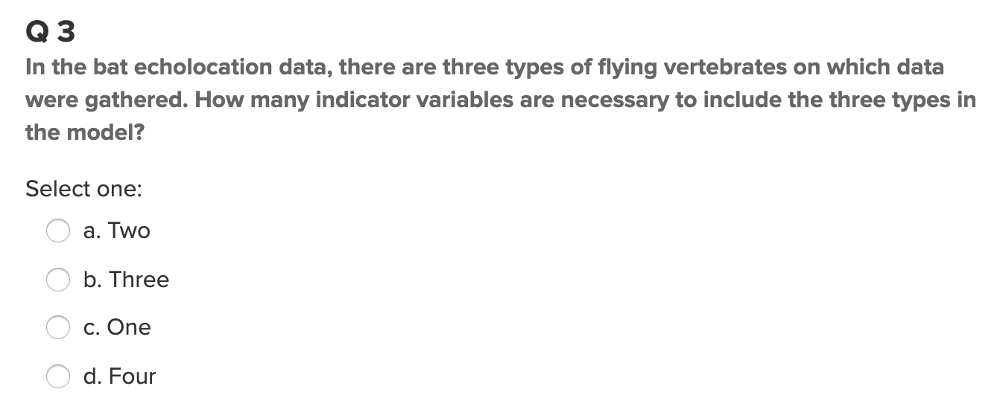 Q 3
In the bat echolocation data, there are three types of flying vertebrates on which data
were gathered. How many indicator variables are necessary to include the three types in
the model?
Select one:
a. Two
b. Three
c. One
d. Four